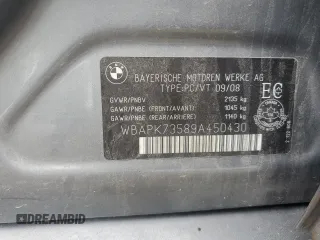 BAYERISCHE MOTOREN WERKE AG
TYPE-PC/VT 09/08
EC
GVWR/PNBV 2135 kg
GAWR/PNBE (FRONT/AVANT) 1045 kg
GAWR/PNBE (REAR/ARRIERE) 1140 kg
WBAPK73589A450430
DREAMBID